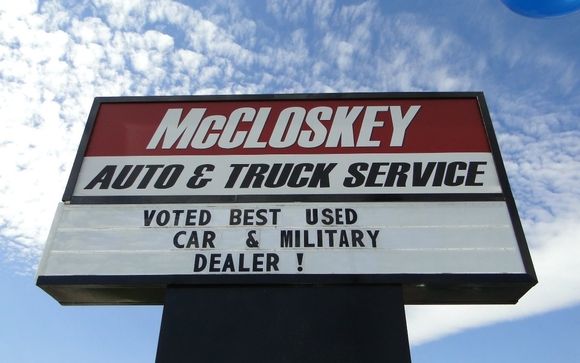 McCLOSKEY
AUTO & TRUCK SERVICE
VOTED BEST USED
CAR & MILITARY
DEALER !